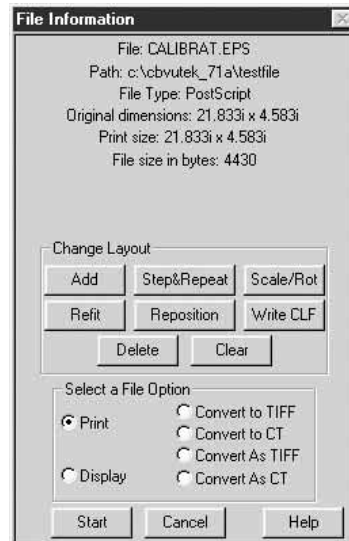 File Information
File: CALIBRAT.EPS
Path: c:\cbvutek_71a\testfile
File Type: PostScript
Original dimensions: 21.833i x 4.583i
Print size: 21.833i x 4.583i
File size in bytes: 4430
Change Layout
Add Step&Repeat Scale/Rot
Refit Reposition Write CLF
Delete Clear
Select a File Option
Print
Display
Convert to TIFF
Convert to CT
Convert As TIFF
Convert As CT
Start Cancel Help